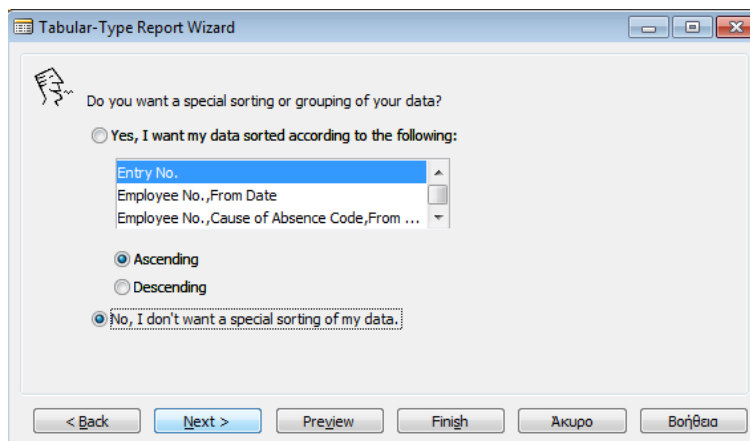 Tabular-Type Report Wizard
Do you want a special sorting or grouping of your data?
Yes, I want my data sorted according to the following:
Entry No.
Employee No.,From Date
Employee No.,Cause of Absence Code,From ...
Ascending
Descending
No, I don't want a special sorting of my data.
< Back Next > Preview Finish Άκυρο Βοήθεια